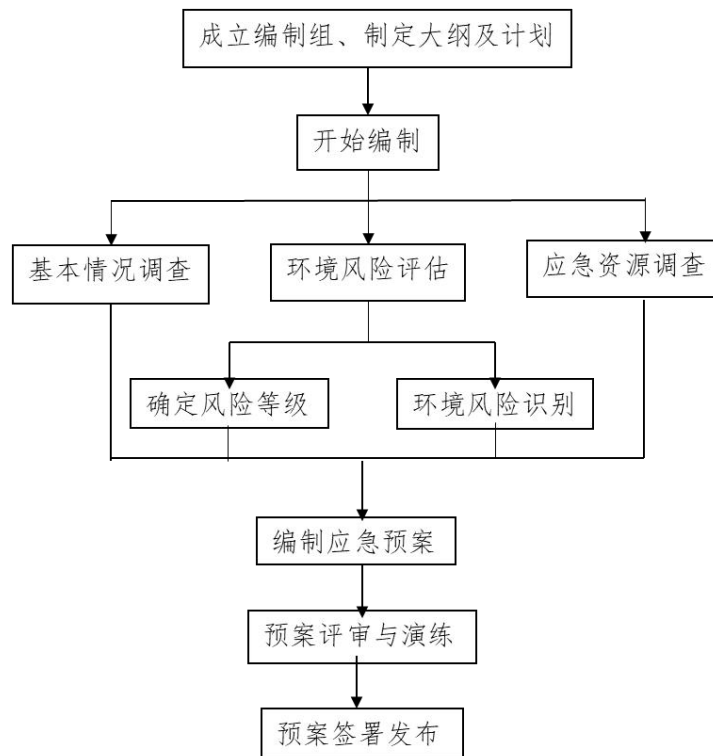 成立编制组、制定大纲及计划
开始编制
基本情况调查
环境风险评估
应急资源调查
确定风险等级
环境风险识别
编制应急预案
预案评审与演练
预案签署发布